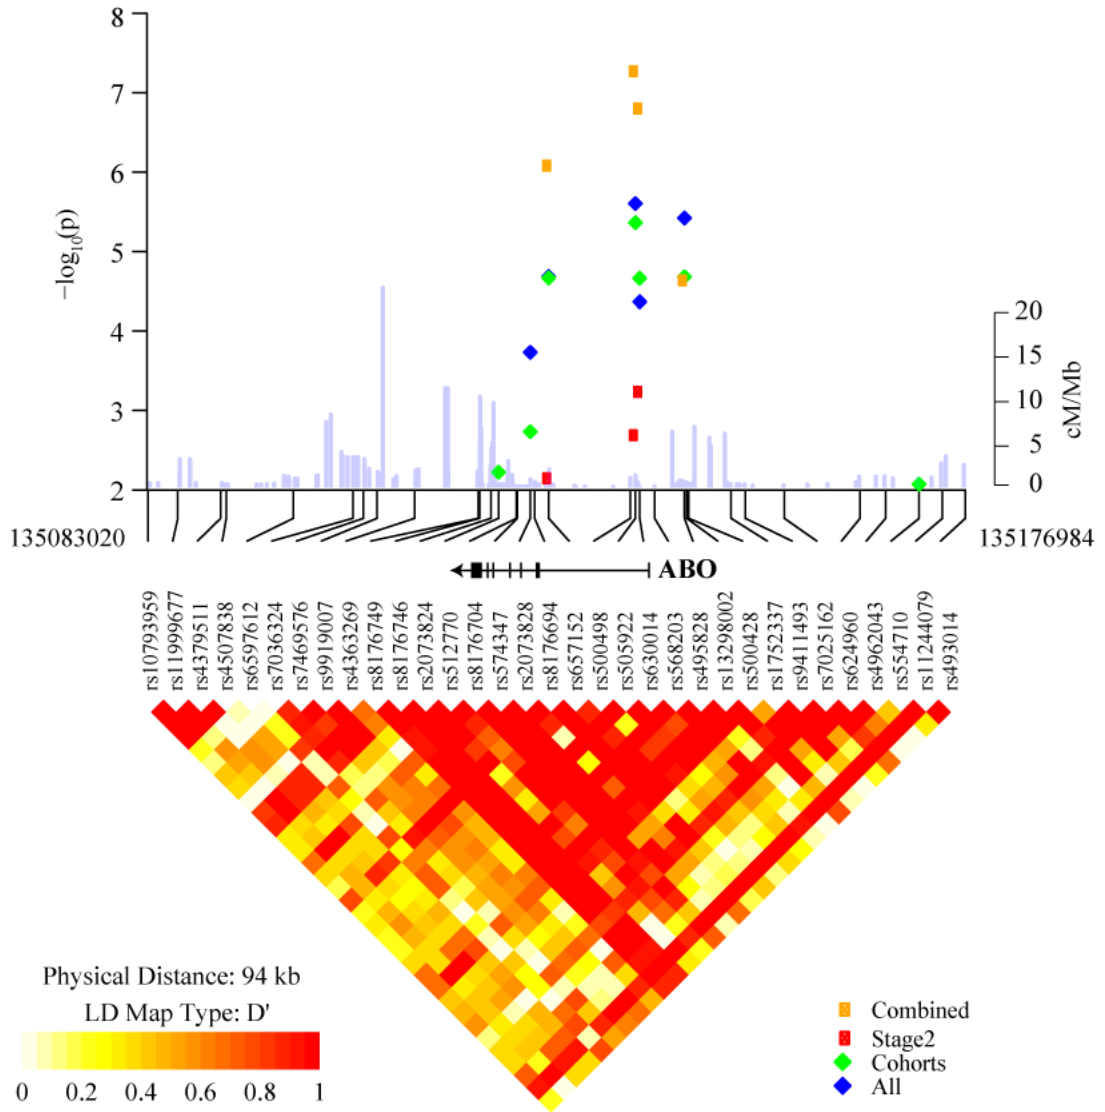 8
7
6
5
4
3
2
−log10(p)
20
15
10
5
0
cM/Mb
135083020
135176984
ABO
rs10793959
rs11999677
rs4379511
rs4507838
rs6597612
rs7036324
rs7469576
rs9919007
rs4363269
rs8176749
rs8176746
rs2073824
rs512770
rs8176704
rs574347
rs2073828
rs8176694
rs657152
rs500498
rs505922
rs630014
rs568203
rs495828
rs13298002
rs500428
rs1752337
rs9411493
rs7025162
rs624960
rs4962043
rs554710
rs11244079
rs493014
Physical Distance: 94 kb
LD Map Type: D'
0 0.2 0.4 0.6 0.8 1
Combined
Stage2
Cohorts
All